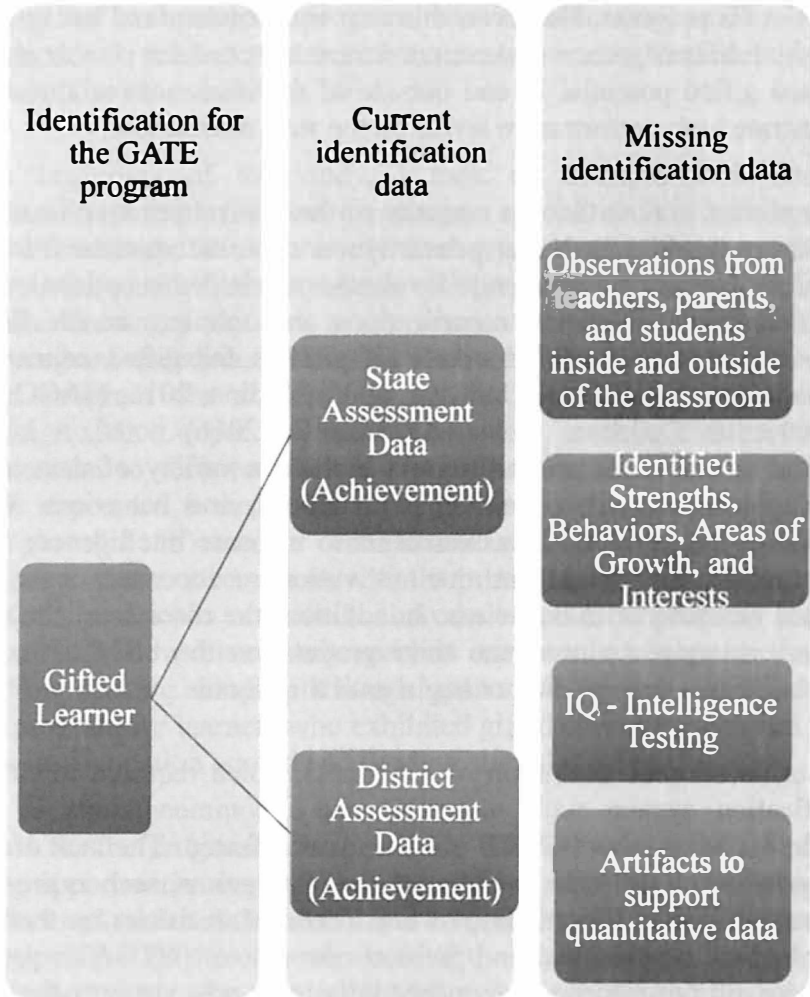 Identification for
the GATE
program
Current
identification
data
Missing
identification data
Gifted
Learner
State
Assessment
Data
(Achievement)
District
Assessment
Data
(Achievement)
Observations from
teachers, parents,
and students
inside and outside
of the classroom
Identified
Strengths,
Behaviors, Areas of
Growth, and
Interests
IQ - Intelligence
Testing
Artifacts to
support
quantitative data